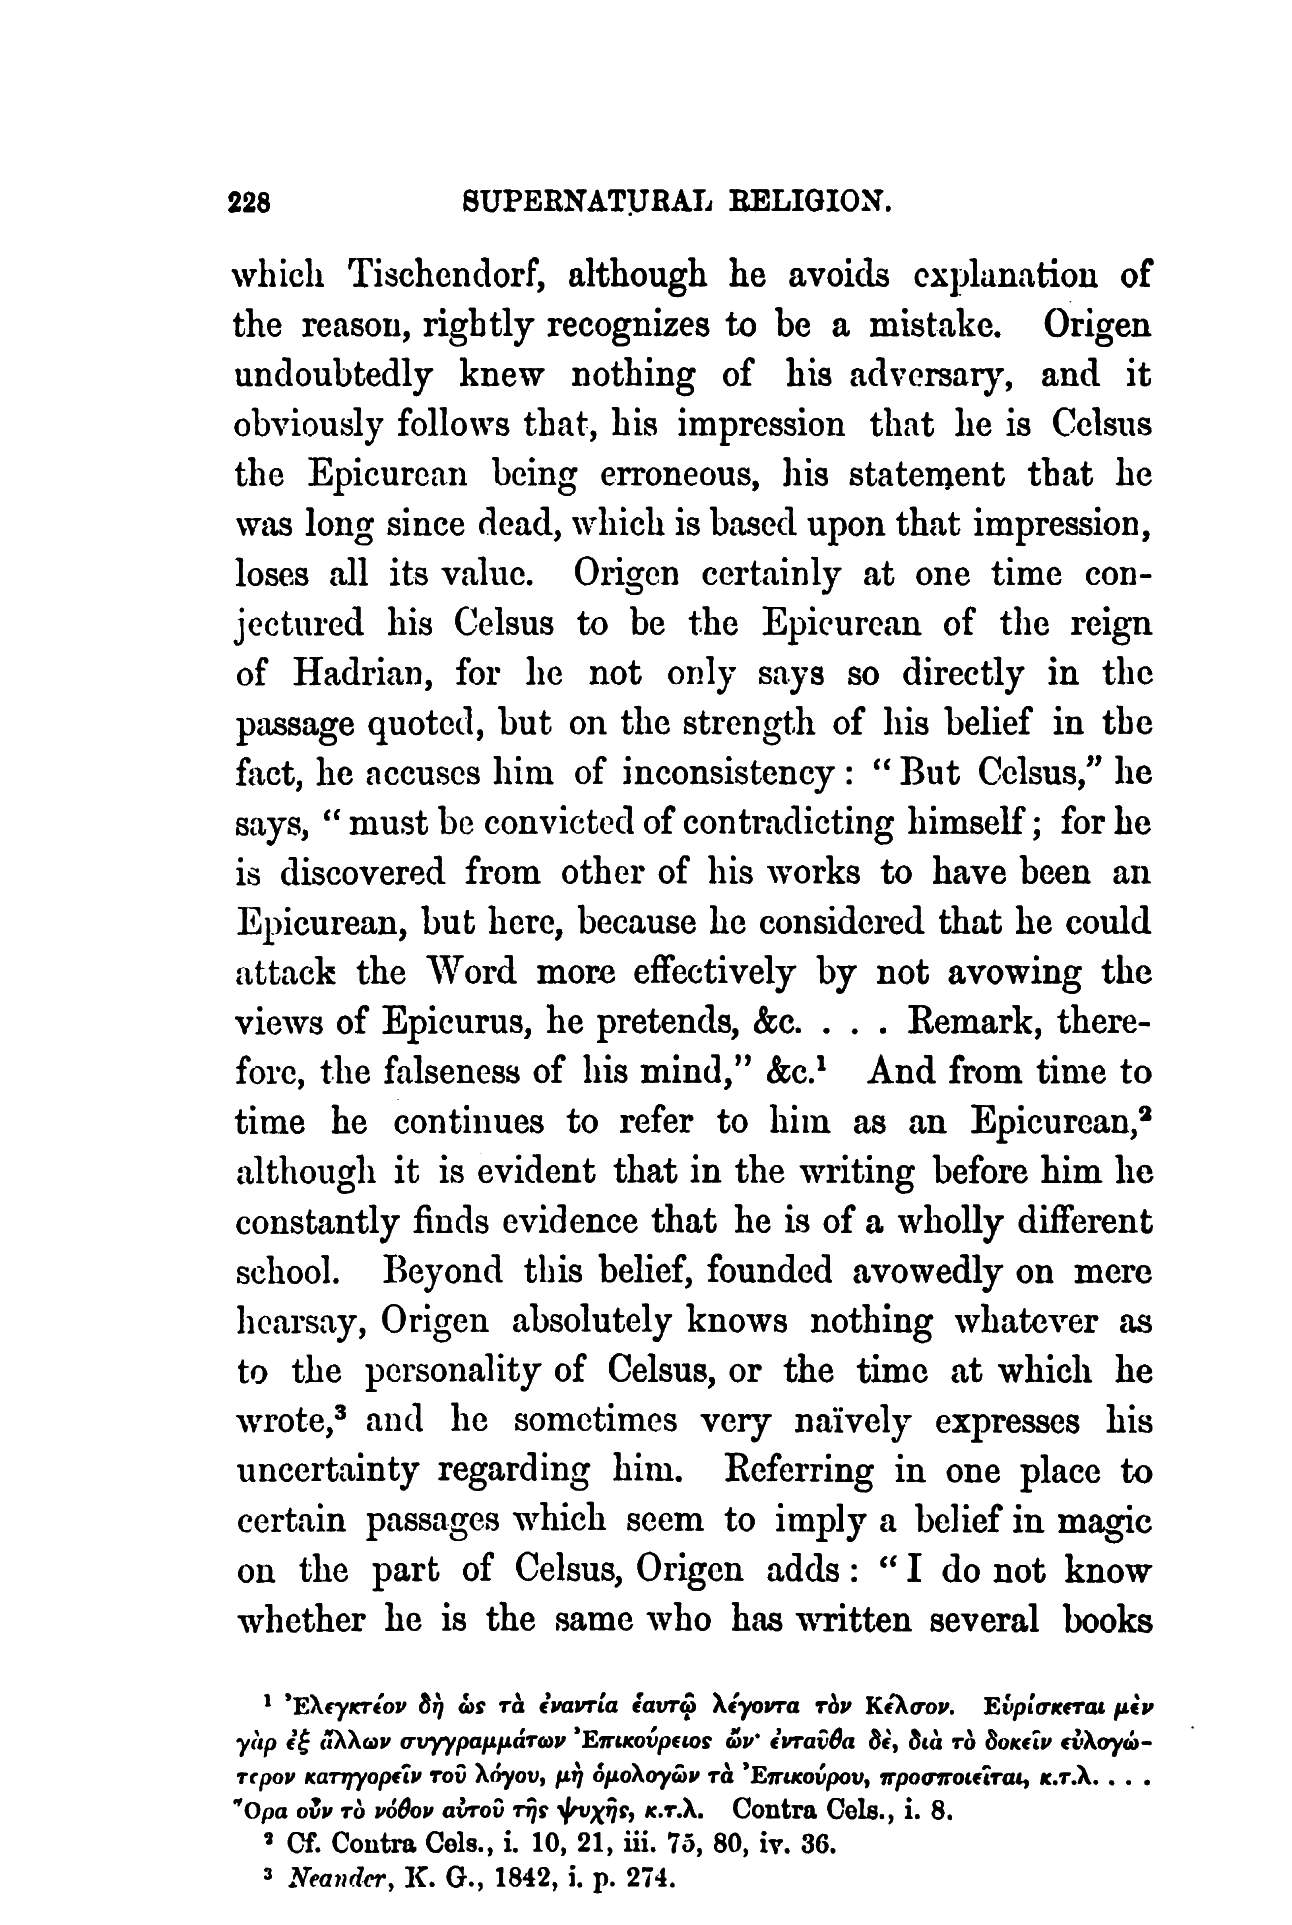 228 SUPERNATURAL RELIGION.
which Tischendorf, although he avoids explanation of
the reason, rightly recognizes to be a mistake. Origen
undoubtedly knew nothing of his adversary, and it
obviously follows that, his impression that he is Celsus
the Epicurean being erroneous, his statement that he
was long since dead, which is based upon that impression,
loses all its value. Origen certainly at one time con-
jectured his Celsus to be the Epicurean of the reign
of Hadrian, for he not only says so directly in the
passage quoted, but on the strength of his belief in the
fact, he accuses him of inconsistency : “ But Celsus,” he
says, “ must be convicted of contradicting himself ; for he
is discovered from other of his works to have been an
Epicurean, but here, because he considered that he could
attack the Word more effectively by not avowing the
views of Epicurus, he pretends, &c. . . . Remark, there-
fore, the falseness of his mind,” &c.¹ And from time to
time he continues to refer to him as an Epicurean,²
although it is evident that in the writing before him he
constantly finds evidence that he is of a wholly different
school. Beyond this belief, founded avowedly on mere
hearsay, Origen absolutely knows nothing whatever as
to the personality of Celsus, or the time at which he
wrote,³ and he sometimes very naïvely expresses his
uncertainty regarding him. Referring in one place to
certain passages which seem to imply a belief in magic
on the part of Celsus, Origen adds : “ I do not know
whether he is the same who has written several books
¹ Ἐλεγκτέον δὴ ὡς τὰ ἐναντία ἑαυτῷ λέγοντα τὸν Κέλσον. Εὑρίσκεται μὲν
γὰρ ἐξ ἄλλων συγγραμμάτων Ἐπικούρειος ὤν· ἐνταῦθα δὲ, διὰ τὸ δοκεῖν εὐλογώ-
τερον κατηγορεῖν τοῦ λόγου, μὴ ὁμολογῶν τὰ Ἐπικούρου, προσποιεῖται, κ.τ.λ. . . .
Ὅρα οὖν τὸ νόθον αὐτοῦ τῆς ψυχῆς, κ.τ.λ. Contra Cels., i. 8.
² Cf. Contra Cels., i. 10, 21, iii. 75, 80, iv. 36.
³ Neander, K. G., 1842, i. p. 274.